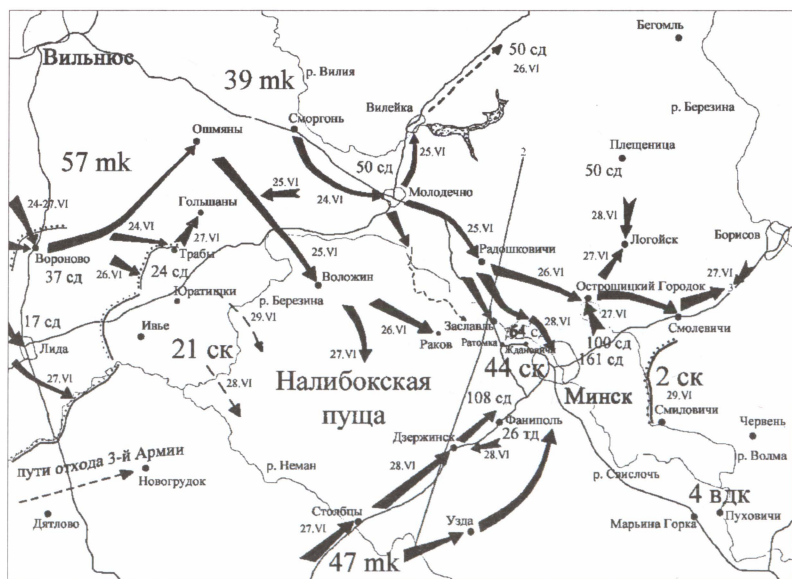 Бегомль
50 сд
26.VI
Вильнюс
р. Вилия
39 mk
р. Березина
Вилейка
Сморгонь
Ошмяны
2
Плещеница
57 mk
50 сд
25.VI
50 сд
25.VI
24.VI
Молодечно
24-27.VI
Гольшаны
28.VI
Борисов
24.VI
27.VI
25.VI
Логойск
Вороново
Трабы
25.VI
Радошковичи
27.VI
27.VI
26.VI
24 сд
37 сд
Воложин
26.VI
Острошицкий Городок
Юратишки
р. Березина
29.VI
17 сд
Ивье
26.VI
Заславль
64 сд
28.VI
27.VI
Смолевичи
Лида
Раков
Ратомка
Ждановичи
100 сд
161 сд
21 ск
27.VI
44 ск
27.VI
28.VI
Налибокская
пуща
Минск
2 ск
29.VI
108 сд
Фаниполь
Смиловичи
26 тд
Червень
Дзержинск
28.VI
пути отхода 3-й Армии
28.VI
р. Волма
Новогрудок
р. Неман
р. Свислочь
4 вдк
Столбцы
Узда
Дятлово
27.VI
Марьина Горка
Пуховичи
47 mk